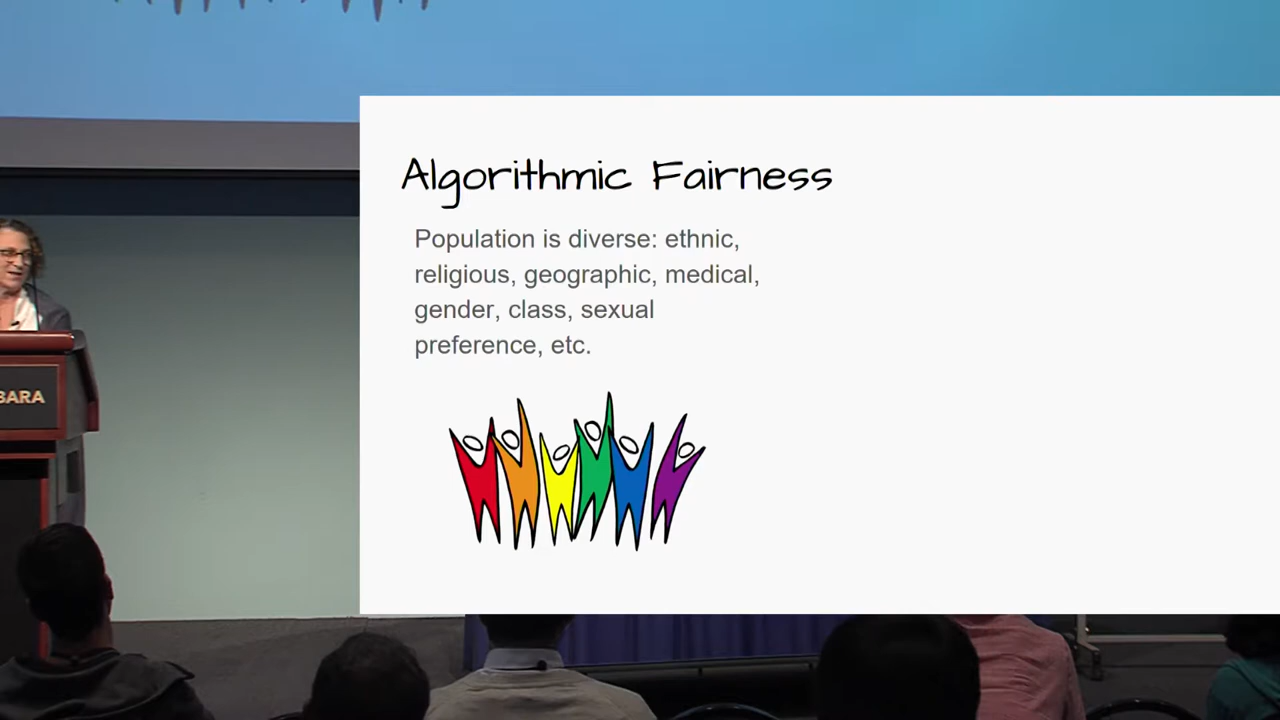 Algorithmic Fairness
Population is diverse: ethnic,
religious, geographic, medical,
gender, class, sexual
preference, etc.
BARA